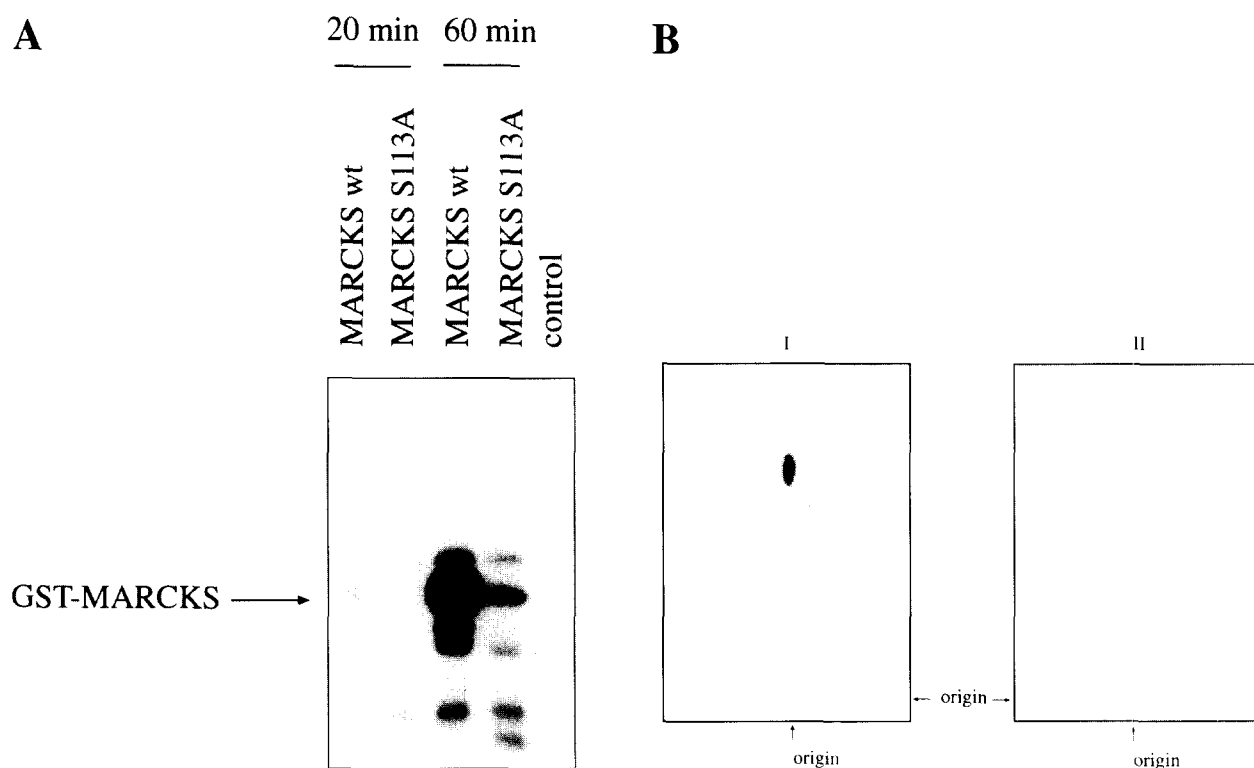 A
20 min 60 min
MARCKS wt
MARCKS S113A
MARCKS wt
MARCKS S113A
control
GST-MARCKS
B
I
II
origin
origin
origin